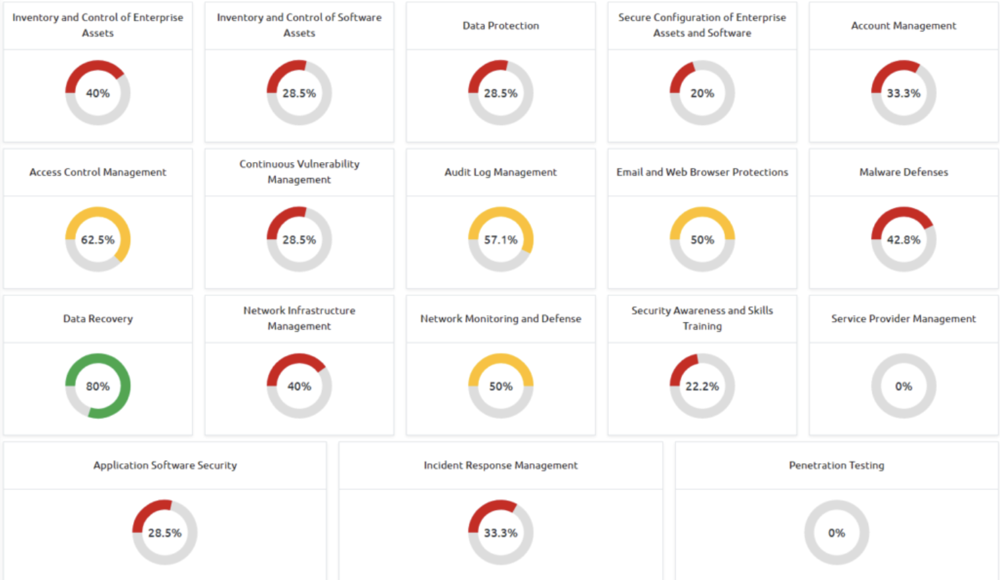 Inventory and Control of Enterprise
Assets
40%
Inventory and Control of Software
Assets
28.5%
Data Protection
28.5%
Secure Configuration of Enterprise
Assets and Software
20%
Account Management
33.3%
Access Control Management
62.5%
Continuous Vulnerability
Management
28.5%
Audit Log Management
57.1%
Email and Web Browser Protections
50%
Malware Defenses
42.8%
Data Recovery
80%
Network Infrastructure
Management
40%
Network Monitoring and Defense
50%
Security Awareness and Skills
Training
22.2%
Service Provider Management
0%
Application Software Security
28.5%
Incident Response Management
33.3%
Penetration Testing
0%